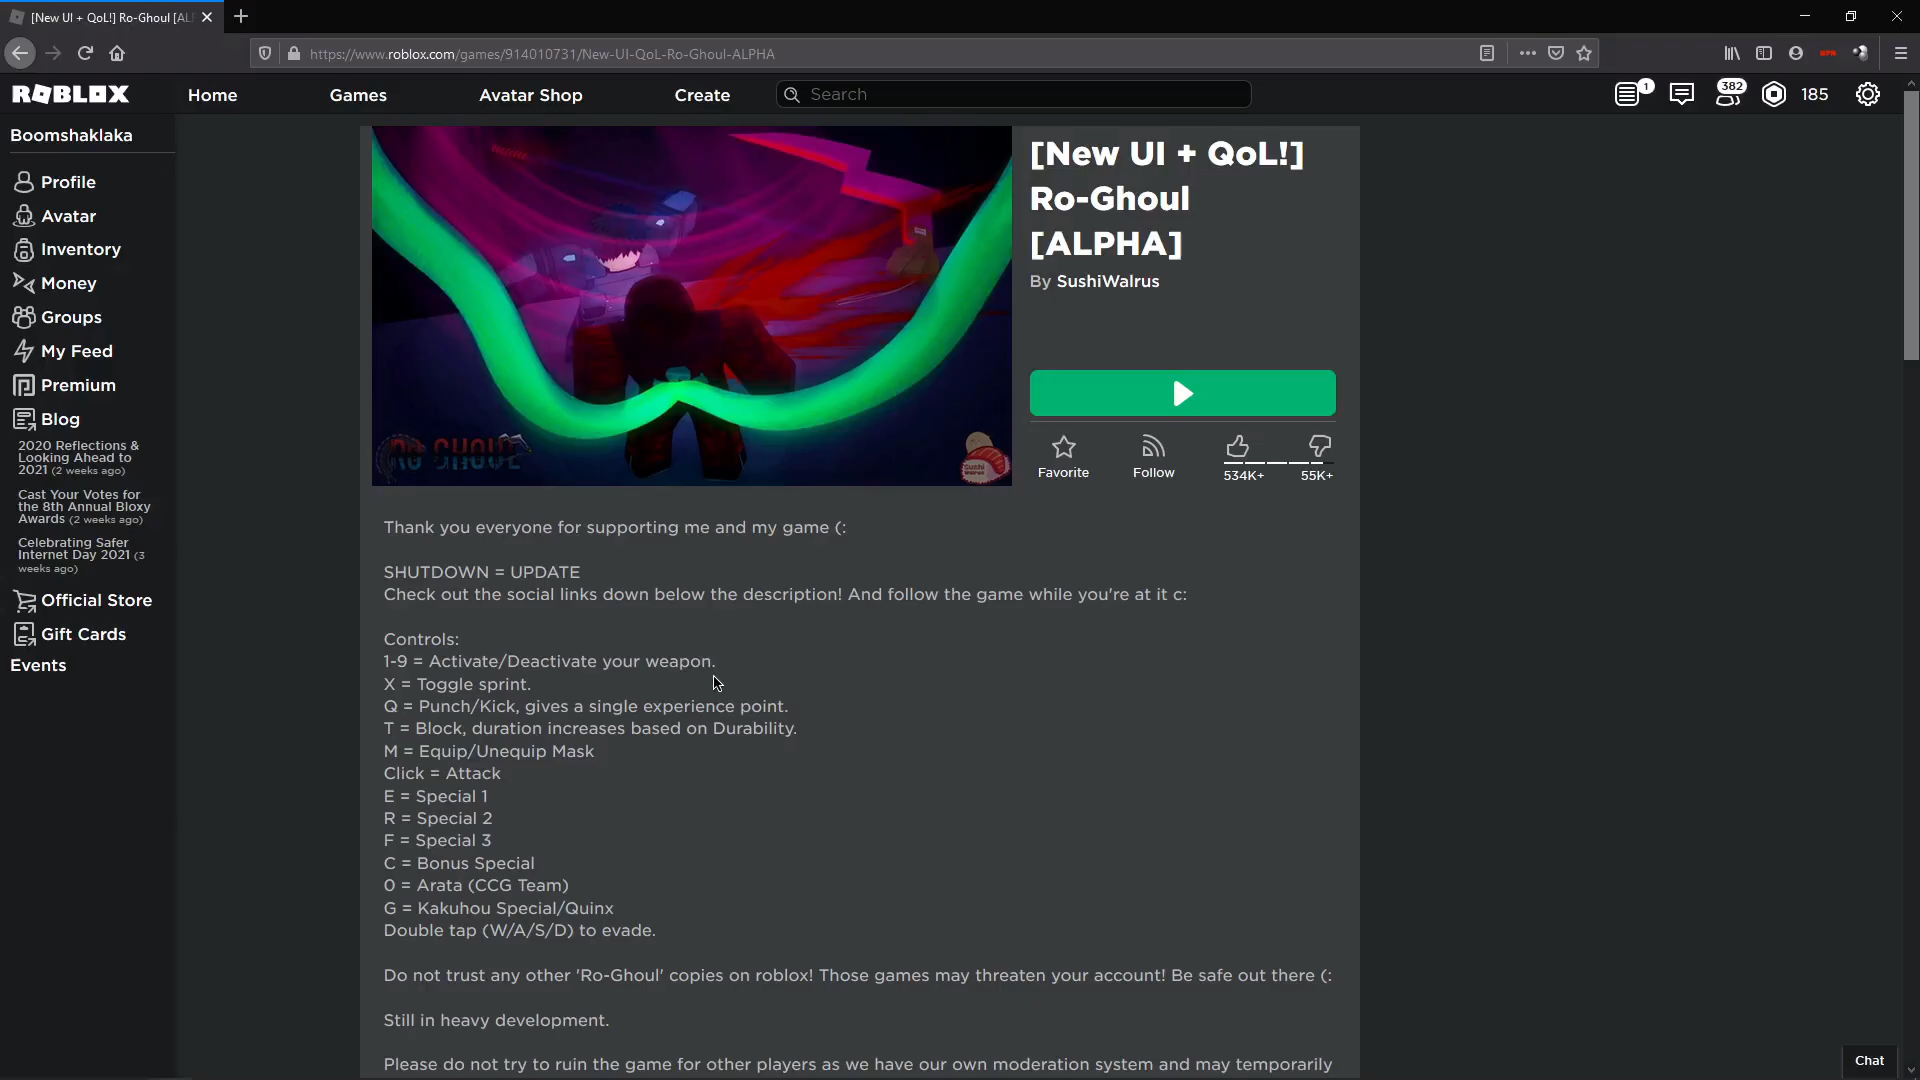 [New UI + QoL!] Ro-Ghoul [AL
https://www.roblox.com/games/914010731/New-UI-QoL-Ro-Ghoul-ALPHA
ROBLOX
Home
Games
Avatar Shop
Create
Search
1
382
185
Boomshaklaka
Profile
Avatar
Inventory
Money
Groups
My Feed
Premium
Blog
2020 Reflections &
Looking Ahead to
2021 (2 weeks ago)
Cast Your Votes for
the 8th Annual Bloxy
Awards (2 weeks ago)
Celebrating Safer
Internet Day 2021 (3
weeks ago)
Official Store
Gift Cards
Events
RO GHOUL
Sushi
Walrus
[New UI + QoL!]
Ro-Ghoul
[ALPHA]
By SushiWalrus
Favorite
Follow
534K+
55K+
Thank you everyone for supporting me and my game (:
SHUTDOWN = UPDATE
Check out the social links down below the description! And follow the game while you're at it c:
Controls:
1-9 = Activate/Deactivate your weapon.
X = Toggle sprint.
Q = Punch/Kick, gives a single experience point.
T = Block, duration increases based on Durability.
M = Equip/Unequip Mask
Click = Attack
E = Special 1
R = Special 2
F = Special 3
C = Bonus Special
0 = Arata (CCG Team)
G = Kakuhou Special/Quinx
Double tap (W/A/S/D) to evade.
Do not trust any other 'Ro-Ghoul' copies on roblox! Those games may threaten your account! Be safe out there (:
Still in heavy development.
Please do not try to ruin the game for other players as we have our own moderation system and may temporarily
Chat